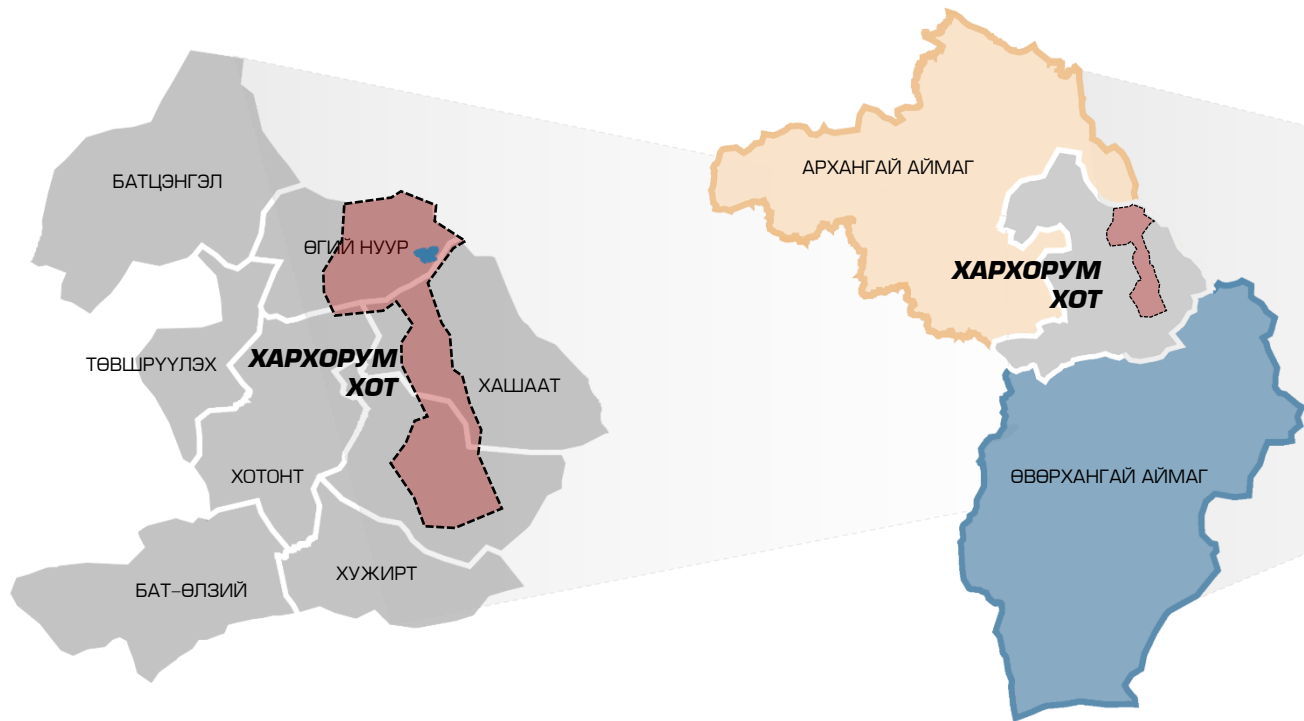 БАТЦЭНГЭЛ
ӨГИЙ НУУР
ТӨВШРҮҮЛЭХ
ХАРХОРУМ
ХОТ
ХАШААТ
ХОТОНТ
ХУЖИРТ
БАТ-ӨЛЗИЙ
АРХАНГАЙ АЙМАГ
ХАРХОРУМ
ХОТ
ӨВӨРХАНГАЙ АЙМАГ